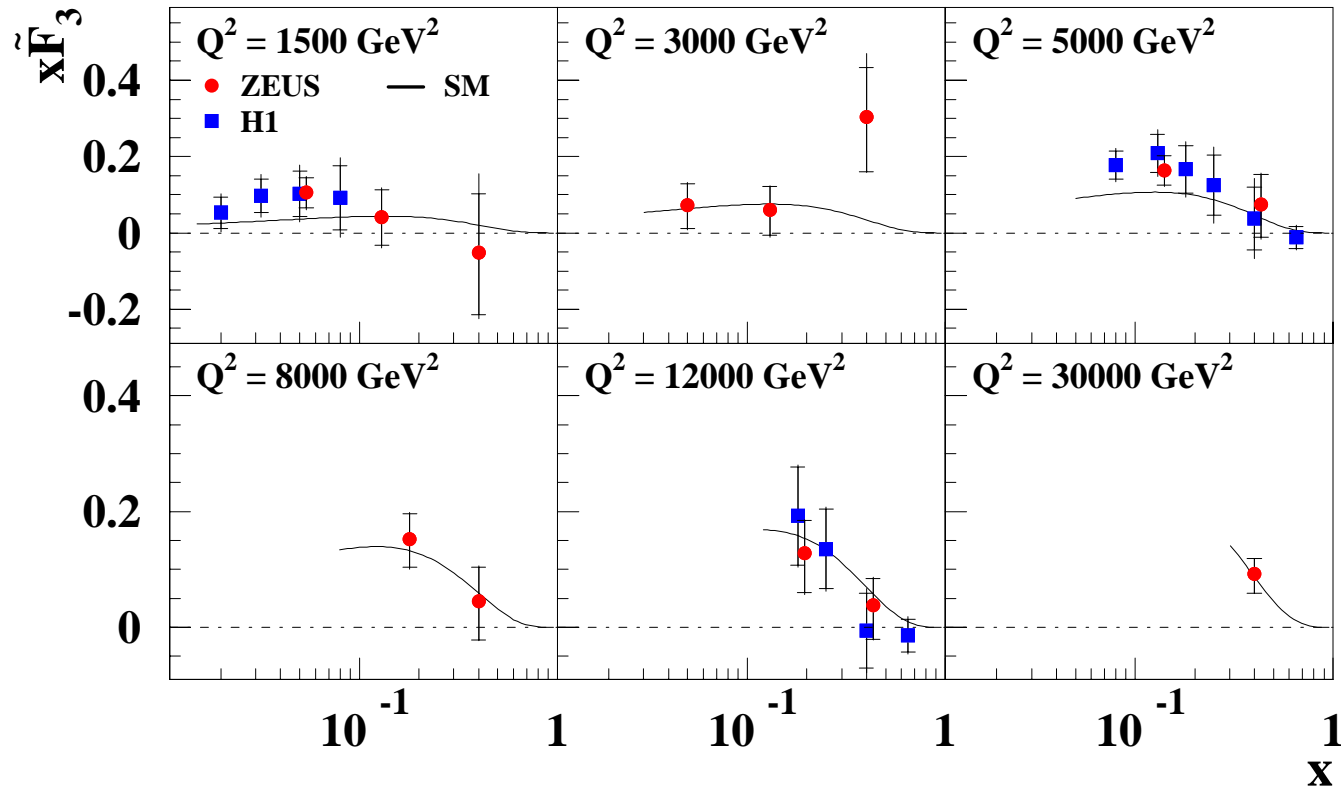 xF̃₃
Q² = 1500 GeV²
ZEUS
SM
H1
Q² = 3000 GeV²
Q² = 5000 GeV²
0.4
0.2
0
-0.2
Q² = 8000 GeV²
Q² = 12000 GeV²
Q² = 30000 GeV²
0.4
0.2
0
10⁻¹ 1 10⁻¹ 1 10⁻¹ 1
x